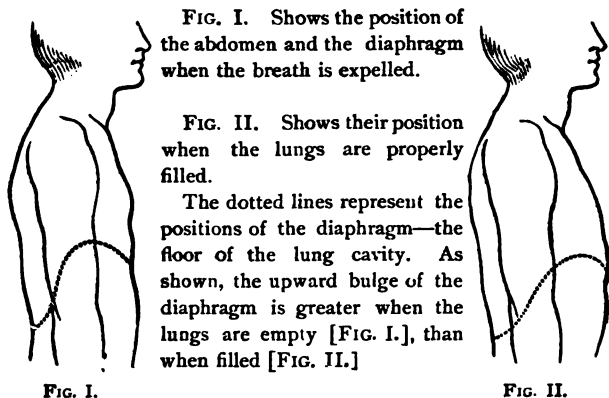 FIG. I. Shows the position of
the abdomen and the diaphragm
when the breath is expelled.
FIG. II. Shows their position
when the lungs are properly
filled.
The dotted lines represent the
positions of the diaphragm—the
floor of the lung cavity. As
shown, the upward bulge of the
diaphragm is greater when the
lungs are empty [FIG. I.], than
when filled [FIG. II.]
FIG. I.
FIG. II.